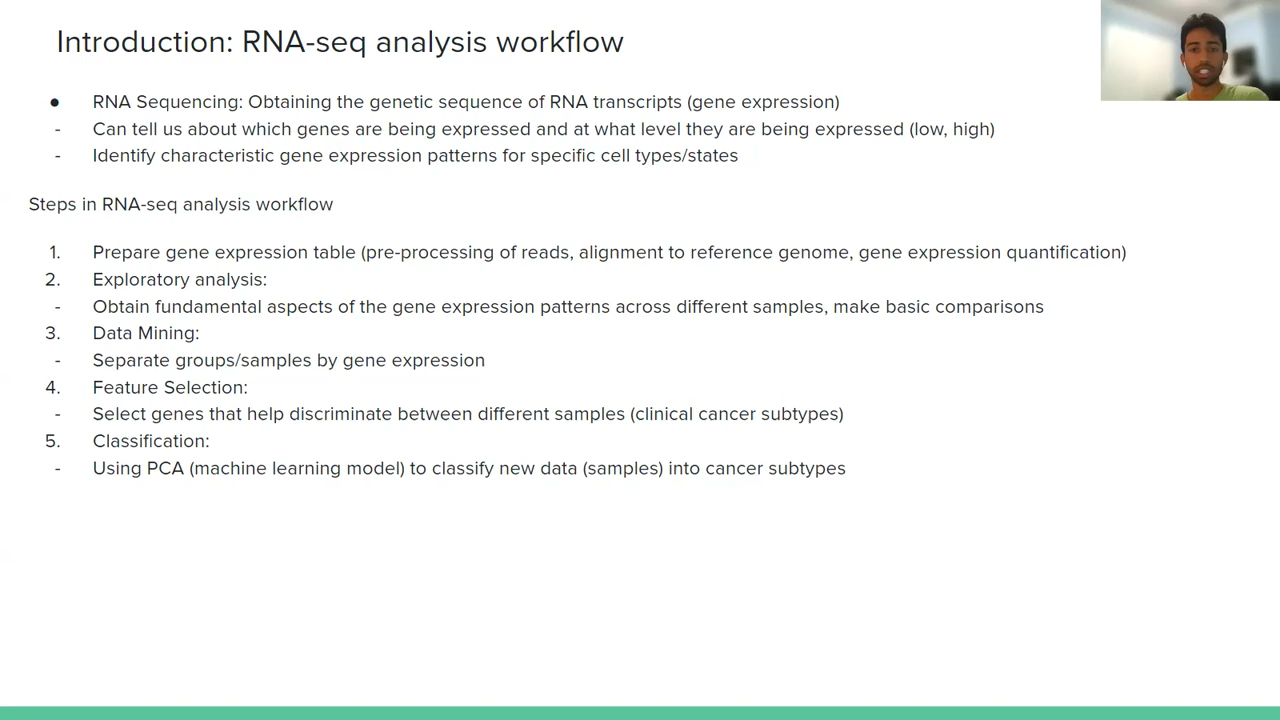 Introduction: RNA-seq analysis workflow
● RNA Sequencing: Obtaining the genetic sequence of RNA transcripts (gene expression)
- Can tell us about which genes are being expressed and at what level they are being expressed (low, high)
- Identify characteristic gene expression patterns for specific cell types/states
Steps in RNA-seq analysis workflow
1. Prepare gene expression table (pre-processing of reads, alignment to reference genome, gene expression quantification)
2. Exploratory analysis:
- Obtain fundamental aspects of the gene expression patterns across different samples, make basic comparisons
3. Data Mining:
- Separate groups/samples by gene expression
4. Feature Selection:
- Select genes that help discriminate between different samples (clinical cancer subtypes)
5. Classification:
- Using PCA (machine learning model) to classify new data (samples) into cancer subtypes